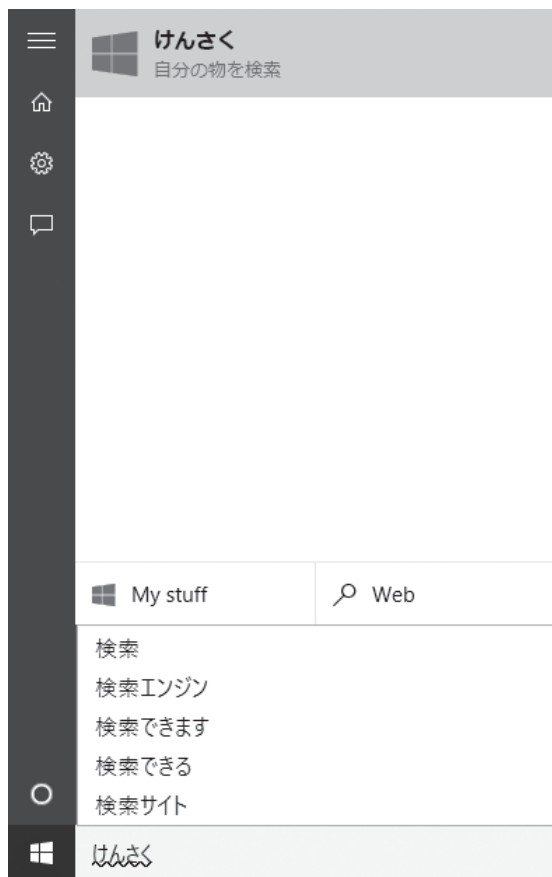 けんさく
自分の物を検索
My stuff
Web
検索
検索エンジン
検索できます
検索できる
検索サイト
けんさく